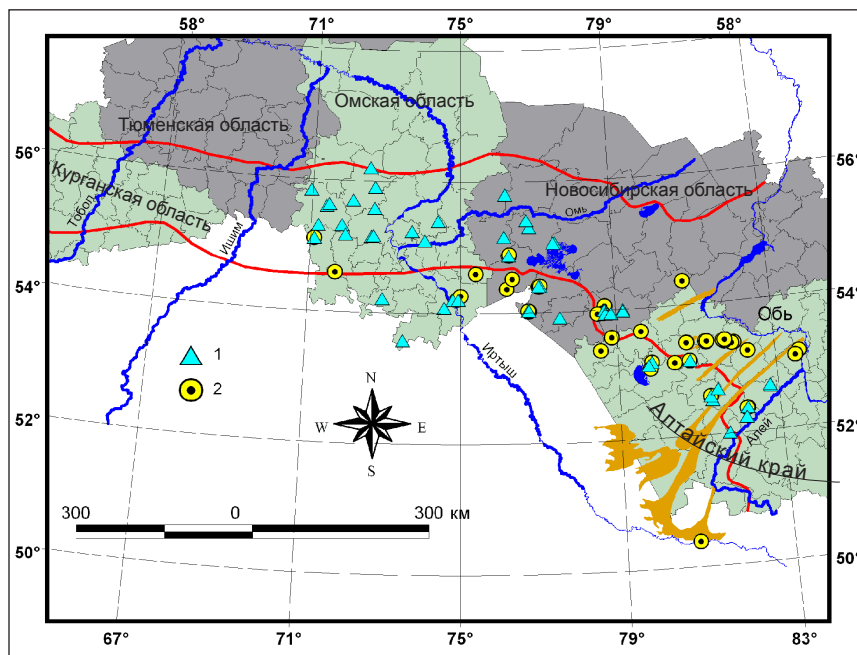 58° 71° 75° 79° 58°
Омская область
Тюменская область
56° 56°
Курганская область
Новосибирская область
Тобол
Омь
Ишим
54° 54°
Обь
1
Иртыш
2
N
W E
S
52° 52°
Алтайский край
Алей
300 0 300 км
50° 50°
67° 71° 75° 79° 83°